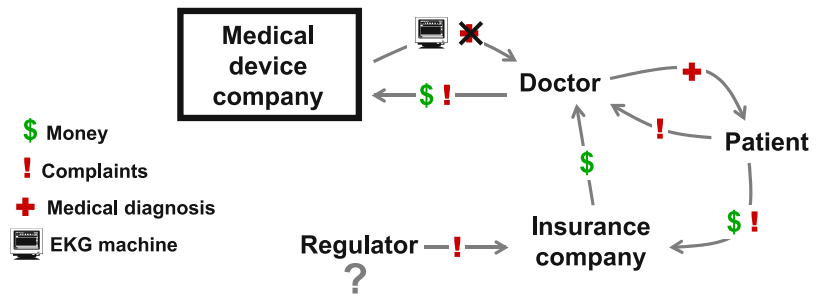 Medical
device
company
Doctor
$ !
$ Money
! Complaints
Medical diagnosis
EKG machine
!
Patient
$
$ !
Insurance
company
Regulator
!
?